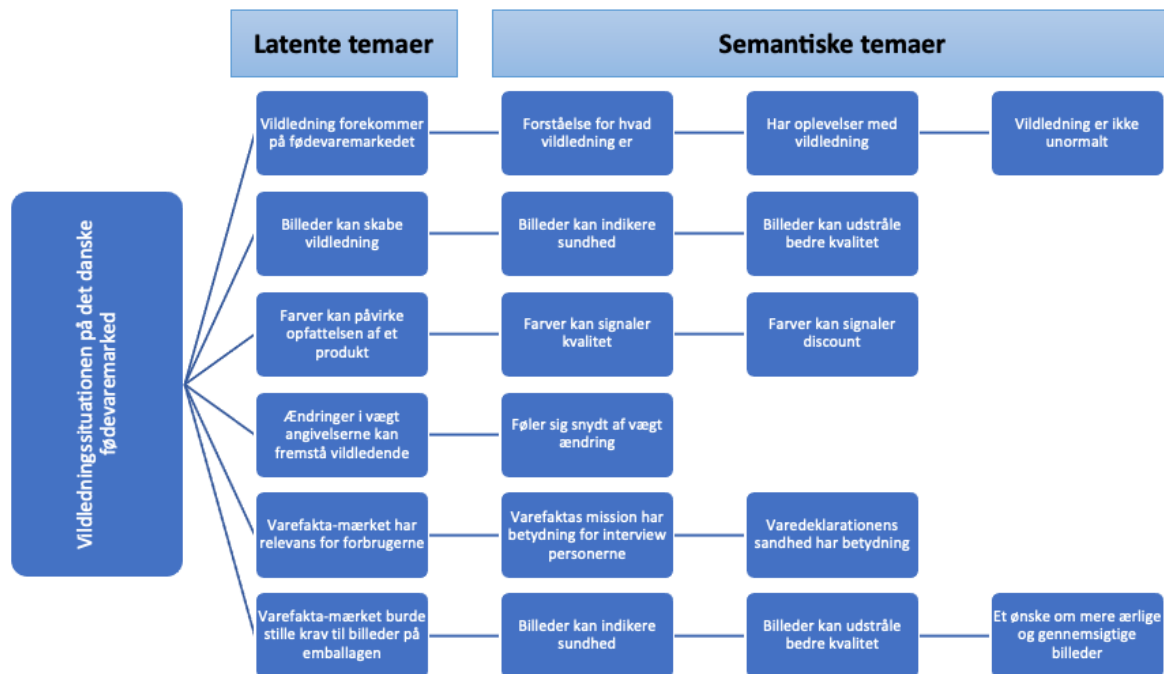 Latente temaer
Semantiske temaer
Vildledningssituationen på det danske
fødevaremarked
Vildledning forekommer
på fødevaremarkedet
Forståelse for hvad
vildledning er
Har oplevelser med
vildledning
Vildledning er ikke
unormalt
Billeder kan skabe
vildledning
Billeder kan indikere
sundhed
Billeder kan udstråle
bedre kvalitet
Farver kan påvirke
opfattelsen af et
produkt
Farver kan signaler
kvalitet
Farver kan signaler
discount
Ændringer i vægt
angivelserne kan
fremstå vildledende
Føler sig snydt af vægt
ændring
Varefakta-mærket har
relevans for forbrugerne
Varefaktas mission har
betydning for interview
personerne
Varedeklarationens
sandhed har betydning
Varefakta-mærket burde
stille krav til billeder på
emballagen
Billeder kan indikere
sundhed
Billeder kan udstråle
bedre kvalitet
Et ønske om mere ærlige
og gennemsigtige
billeder